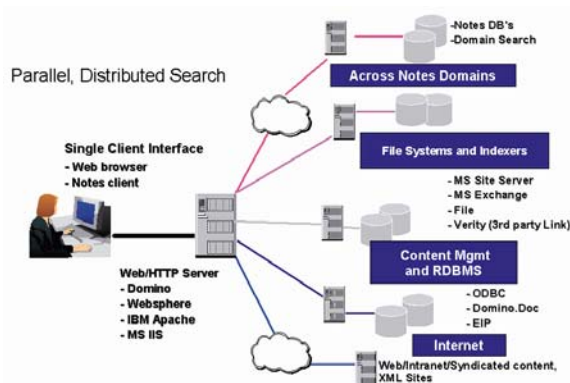 Parallel, Distributed Search
Single Client Interface
- Web browser
- Notes client
Web/HTTP Server
- Domino
- Websphere
- IBM Apache
- MS IIS
- Notes DB's
- Domain Search
Across Notes Domains
File Systems and Indexers
- MS Site Server
- MS Exchange
- File
- Verity (3rd party Link)
Content Mgmt
and RDBMS
- ODBC
- Domino.Doc
- EIP
Internet
Web/Intranet/Syndicated content,
XML Sites